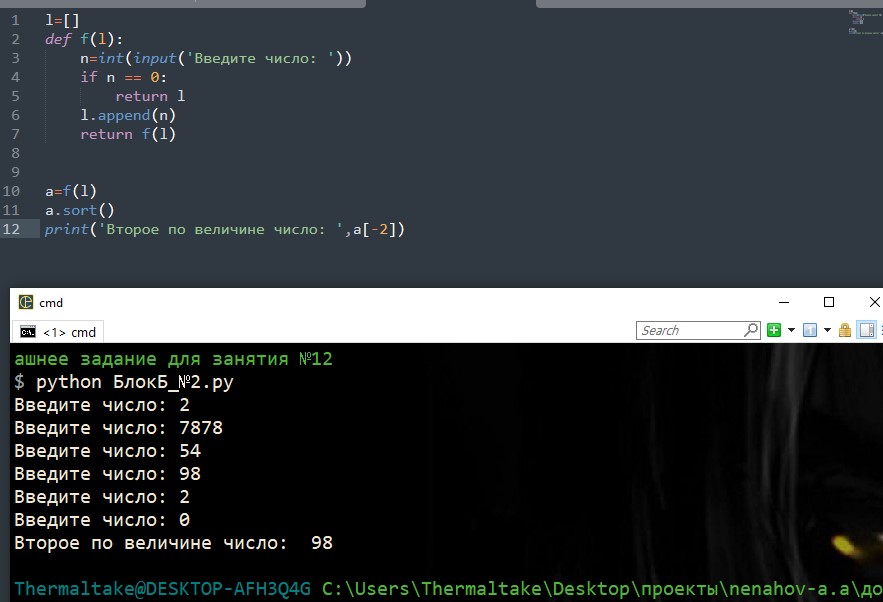 1 l=[]
2 def f(l):
3 n=int(input('Введите число: '))
4 if n == 0:
5 return l
6 l.append(n)
7 return f(l)
8
9
10 a=f(l)
11 a.sort()
12 print('Второе по величине число: ',a[-2])
cmd
<1> cmd
Search
ашнее задание для занятия №12
$ python БлокБ_№2.py
Введите число: 2
Введите число: 7878
Введите число: 54
Введите число: 98
Введите число: 2
Введите число: 0
Второе по величине число:  98
Thermaltake@DESKTOP-AFH3Q4G C:\Users\Thermaltake\Desktop\проекты\nenahov-a.a\до